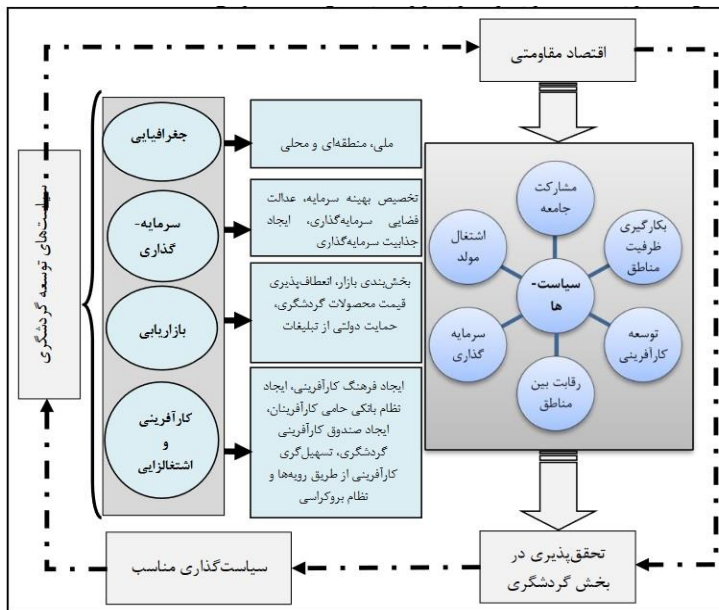 اقتصاد مقاومتی
مشارکت
جامعه
بکارگیری
ظرفیت
مناطق
توسعه
کارآفرینی
رقابت بین
مناطق
سرمایه
گذاری
اشتغال
مولد
سیاست-
ها
تحقق‌پذیری در
بخش گردشگری
سیاست‌گذاری مناسب
سیاست‌های توسعه گردشگری
جغرافیایی
ملی، منطقه‌ای و محلی
سرمایه-
گذاری
تخصیص بهینه سرمایه، عدالت
فضایی سرمایه‌گذاری، ایجاد
جذابیت سرمایه‌گذاری
بازاریابی
بخش‌بندی بازار، انعطاف‌پذیری
قیمت محصولات گردشگری،
حمایت دولتی از تبلیغات
کارآفرینی
و
اشتغالزایی
ایجاد فرهنگ کارآفرینی، ایجاد
نظام بانکی حامی کارآفرینان،
ایجاد صندوق کارآفرینی
گردشگری، تسهیل‌گری
کارآفرینی از طریق رویه‌ها و
نظام بروکراسی